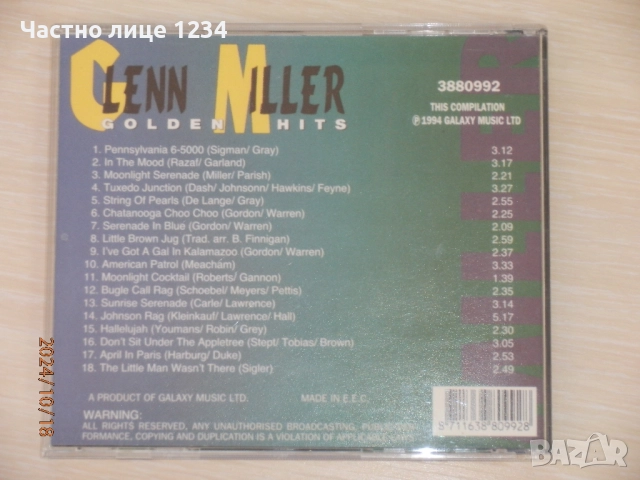 Частно лице 1234
GLENN MILLER
GOLDEN HITS
3880992
THIS COMPILATION
℗ 1994 GALAXY MUSIC LTD
1. Pennsylvania 6-5000 (Sigman/ Gray) 3.12
2. In The Mood (Razaf/ Garland) 3.17
3. Moonlight Serenade (Miller/ Parish) 2.21
4. Tuxedo Junction (Dash/ Johnsonn/ Hawkins/ Feyne) 3.27
5. String Of Pearls (De Lange/ Gray) 2.55
6. Chatanooga Choo Choo (Gordon/ Warren) 2.25
7. Serenade In Blue (Gordon/ Warren) 2.09
8. Little Brown Jug (Trad. arr. B. Finnigan) 2.59
9. I've Got A Gal In Kalamazoo (Gordon/ Warren) 2.37
10. American Patrol (Meacham) 3.33
11. Moonlight Cocktail (Roberts/ Gannon) 1.39
12. Bugle Call Rag (Schoebel/ Meyers/ Pettis) 2.35
13. Sunrise Serenade (Carle/ Lawrence) 3.14
14. Johnson Rag (Kleinkauf/ Lawrence/ Hall) 5.17
15. Hallelujah (Youmans/ Robin/ Grey) 2.30
16. Don't Sit Under The Appletree (Stept/ Tobias/ Brown) 3.05
17. April In Paris (Harburg/ Duke) 2.53
18. The Little Man Wasn't There (Sigler) 2.49
A PRODUCT OF GALAXY MUSIC LTD. MADE IN E.E.C.
WARNING:
ALL RIGHTS RESERVED, ANY UNAUTHORISED BROADCASTING, PUBLIC PER-
FORMANCE, COPYING AND DUPLICATION IS A VIOLATION OF APPLICABLE LAWS.
8 711638 809928
MILLER
2024/10/18
bazar.bg